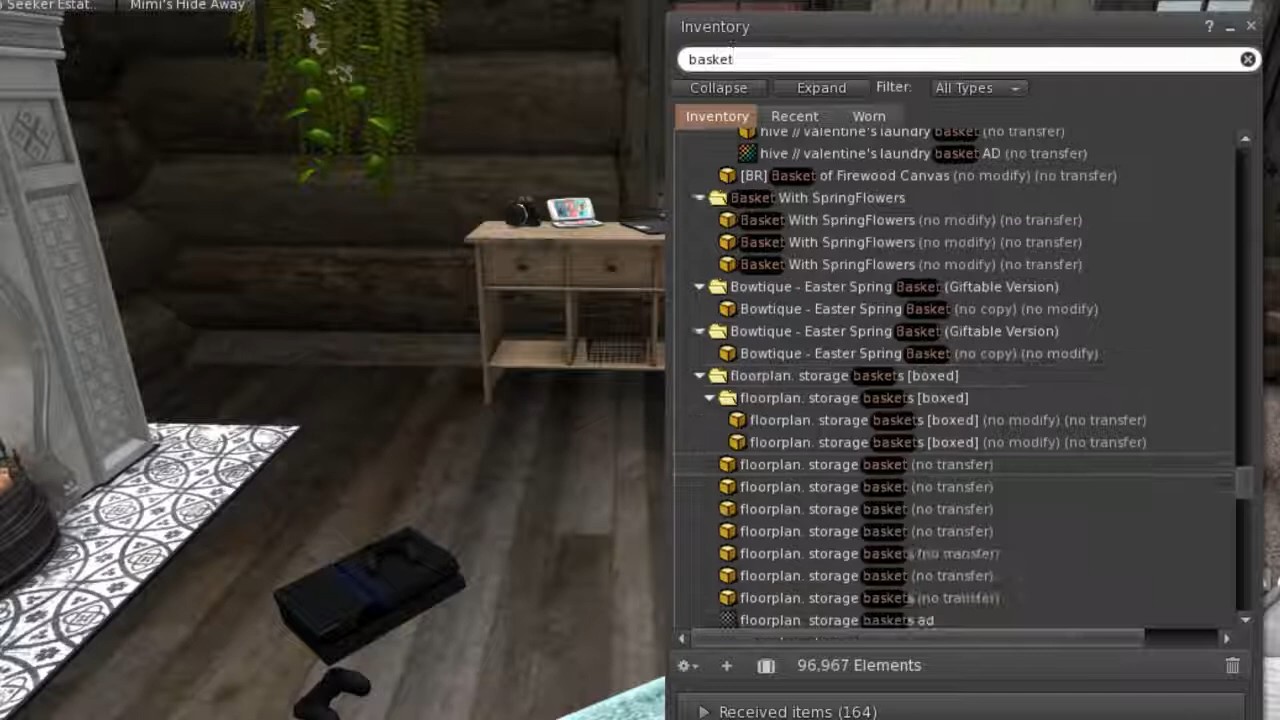 Seeker Estat.. Mimi's Hide Away
Inventory ?
basket
Collapse Expand Filter: All Types
Inventory Recent Worn
hive // valentine's laundry basket (no transfer)
hive // valentine's laundry basket AD (no transfer)
[BR] Basket of Firewood Canvas (no modify) (no transfer)
Basket With SpringFlowers
Basket With SpringFlowers (no modify) (no transfer)
Basket With SpringFlowers (no modify) (no transfer)
Basket With SpringFlowers (no modify) (no transfer)
Bowtique - Easter Spring Basket (Giftable Version)
Bowtique - Easter Spring Basket (no copy) (no modify)
Bowtique - Easter Spring Basket (Giftable Version)
Bowtique - Easter Spring Basket (no copy) (no modify)
floorplan. storage baskets [boxed]
floorplan. storage baskets [boxed]
floorplan. storage baskets [boxed] (no modify) (no transfer)
floorplan. storage baskets [boxed] (no modify) (no transfer)
floorplan. storage basket (no transfer)
floorplan. storage basket (no transfer)
floorplan. storage basket (no transfer)
floorplan. storage basket (no transfer)
floorplan. storage basket (no transfer)
floorplan. storage basket (no transfer)
floorplan. storage basket (no transfer)
floorplan. storage baskets ad
96,967 Elements
Received items (164)